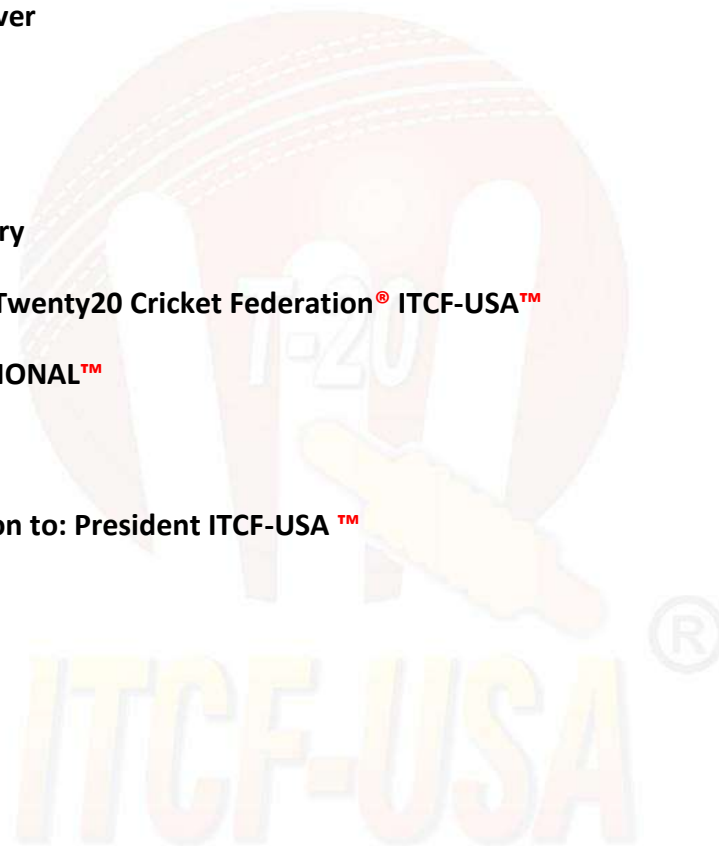 ver
ry
Twenty20 Cricket Federation® ITCF-USA™
IONAL™
on to: President ITCF-USA ™
T-20
ITCF-USA ®